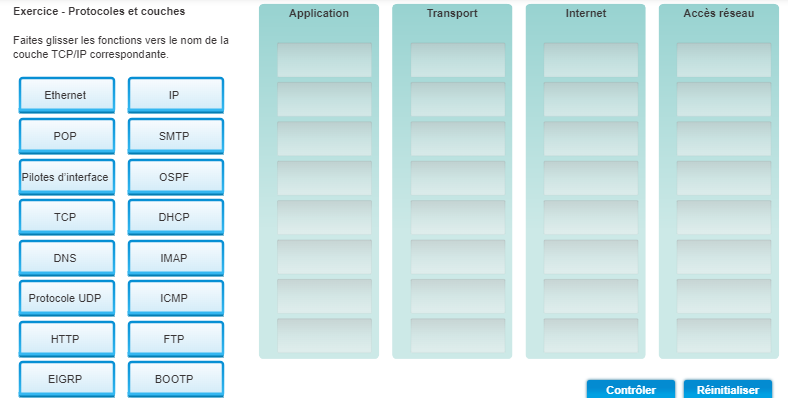 Exercice - Protocoles et couches
Faites glisser les fonctions vers le nom de la
couche TCP/IP correspondante.
Ethernet
IP
POP
SMTP
Pilotes d'interface
OSPF
TCP
DHCP
DNS
IMAP
Protocole UDP
ICMP
HTTP
FTP
EIGRP
BOOTP
Application
Transport
Internet
Accès réseau
Contrôler
Réinitialiser